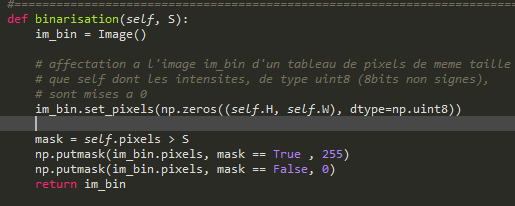 #==============================================================================
def binarisation(self, S):
    im_bin = Image()
    # affectation a l'image im_bin d'un tableau de pixels de meme taille
    # que self dont les intensites, de type uint8 (8bits non signes),
    # sont mises a 0
    im_bin.set_pixels(np.zeros((self.H, self.W), dtype=np.uint8))
    mask = self.pixels > S
    np.putmask(im_bin.pixels, mask == True , 255)
    np.putmask(im_bin.pixels, mask == False, 0)
    return im_bin